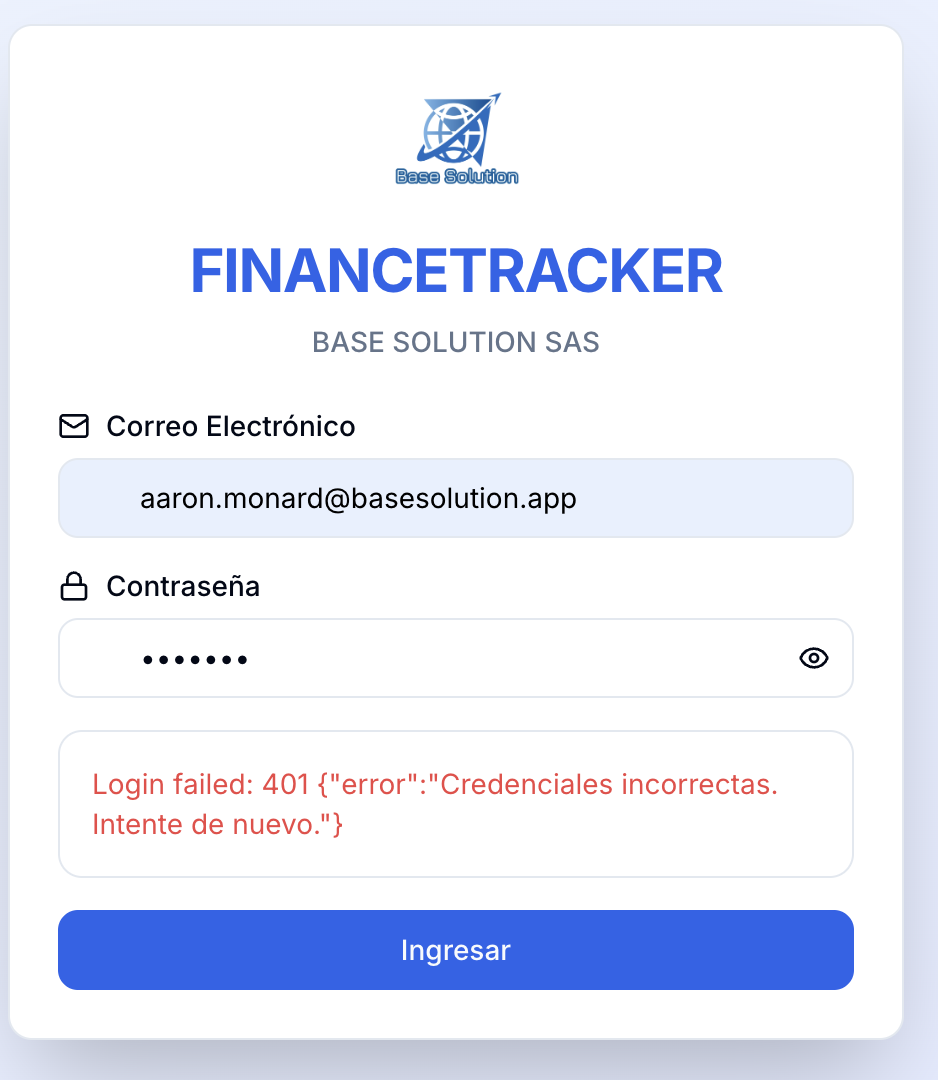 Base Solution
FINANCETRACKER
BASE SOLUTION SAS
Correo Electrónico
aaron.monard@basesolution.app
Contraseña
•••••••
Login failed: 401 {"error":"Credenciales incorrectas.
Intente de nuevo."}
Ingresar